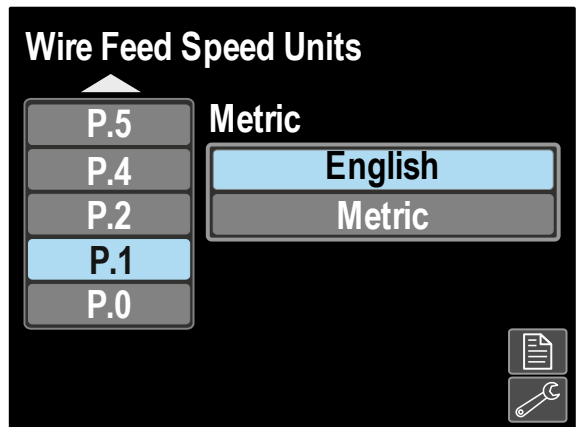 Wire Feed Speed Units
P.5
P.4
P.2
P.1
P.0
Metric
English
Metric